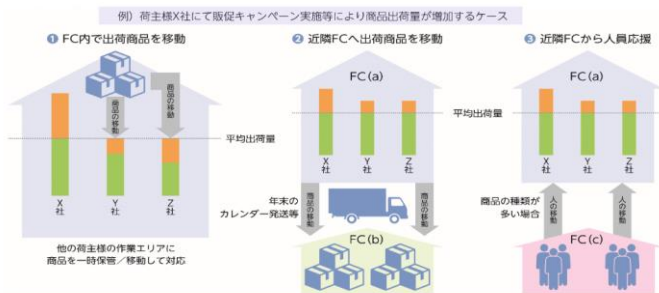 例）荷主様X社にて販促キャンペーン実施等により商品出荷量が増加するケース
❶ FC内で出荷商品を移動
商品の移動
商品の移動
平均出荷量
X社
Y社
Z社
他の荷主様の作業エリアに
商品を一時保管／移動して対応
❷ 近隣FCへ出荷商品を移動
FC(a)
X社
Y社
Z社
年末の
カレンダー発送等
商品の移動
商品の移動
FC(b)
❸ 近隣FCから人員応援
FC(a)
平均出荷量
X社
Y社
Z社
商品の種類が
多い場合
人の移動
人の移動
FC(c)